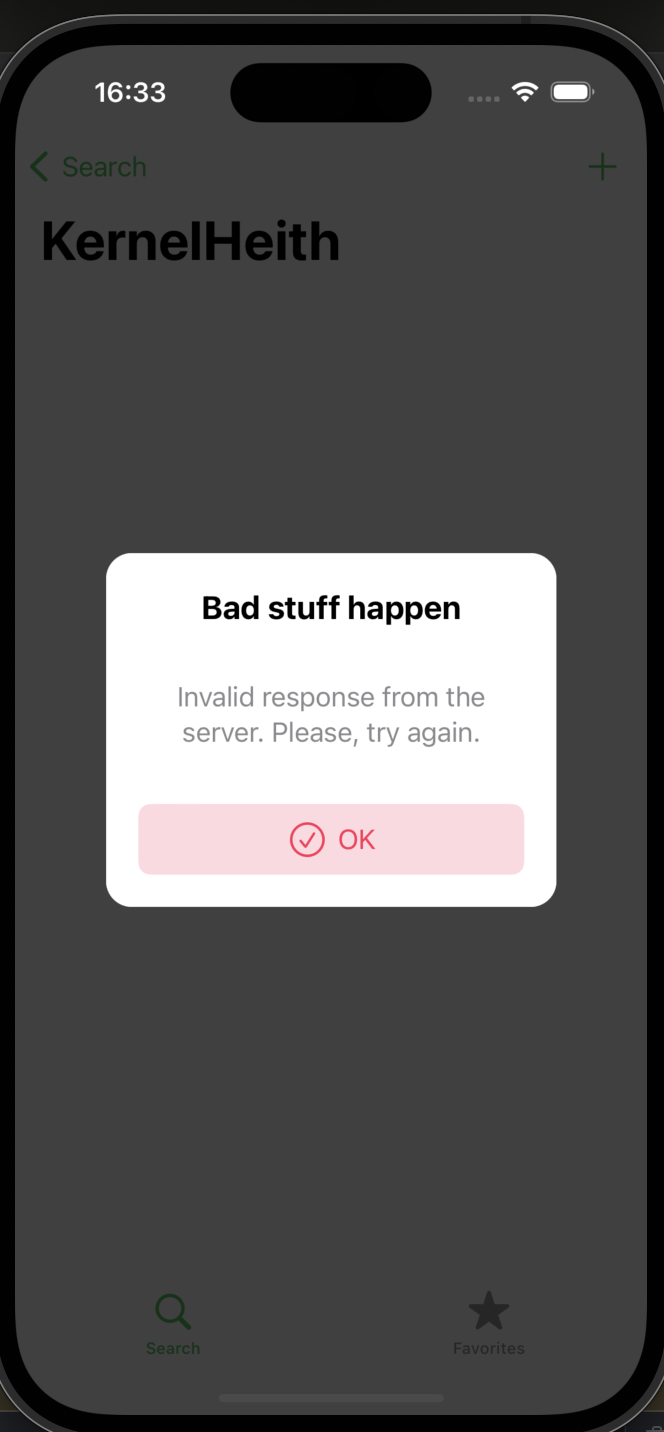 16:33
Search
KernelHeith
Bad stuff happen
Invalid response from the
server. Please, try again.
OK
Search
Favorites